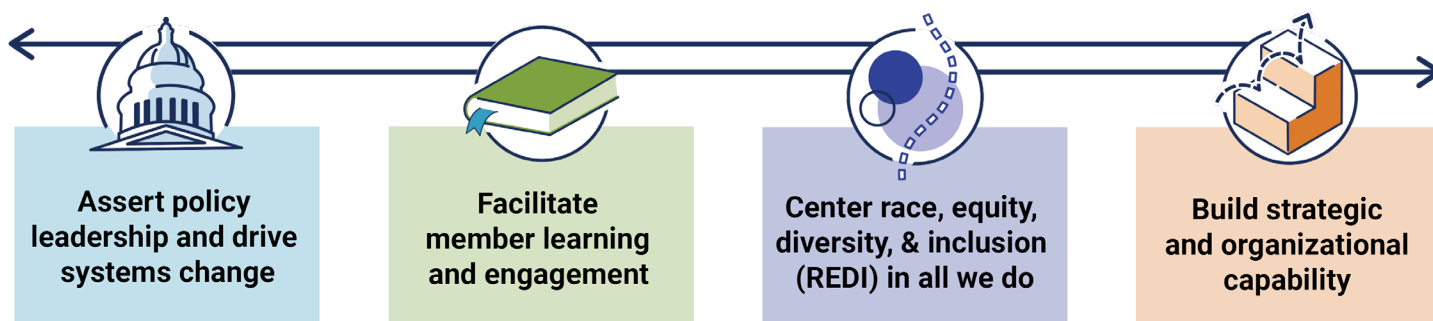 Assert policy
leadership and drive
systems change
Facilitate
member learning
and engagement
Center race, equity,
diversity, & inclusion
(REDI) in all we do
Build strategic
and organizational
capability